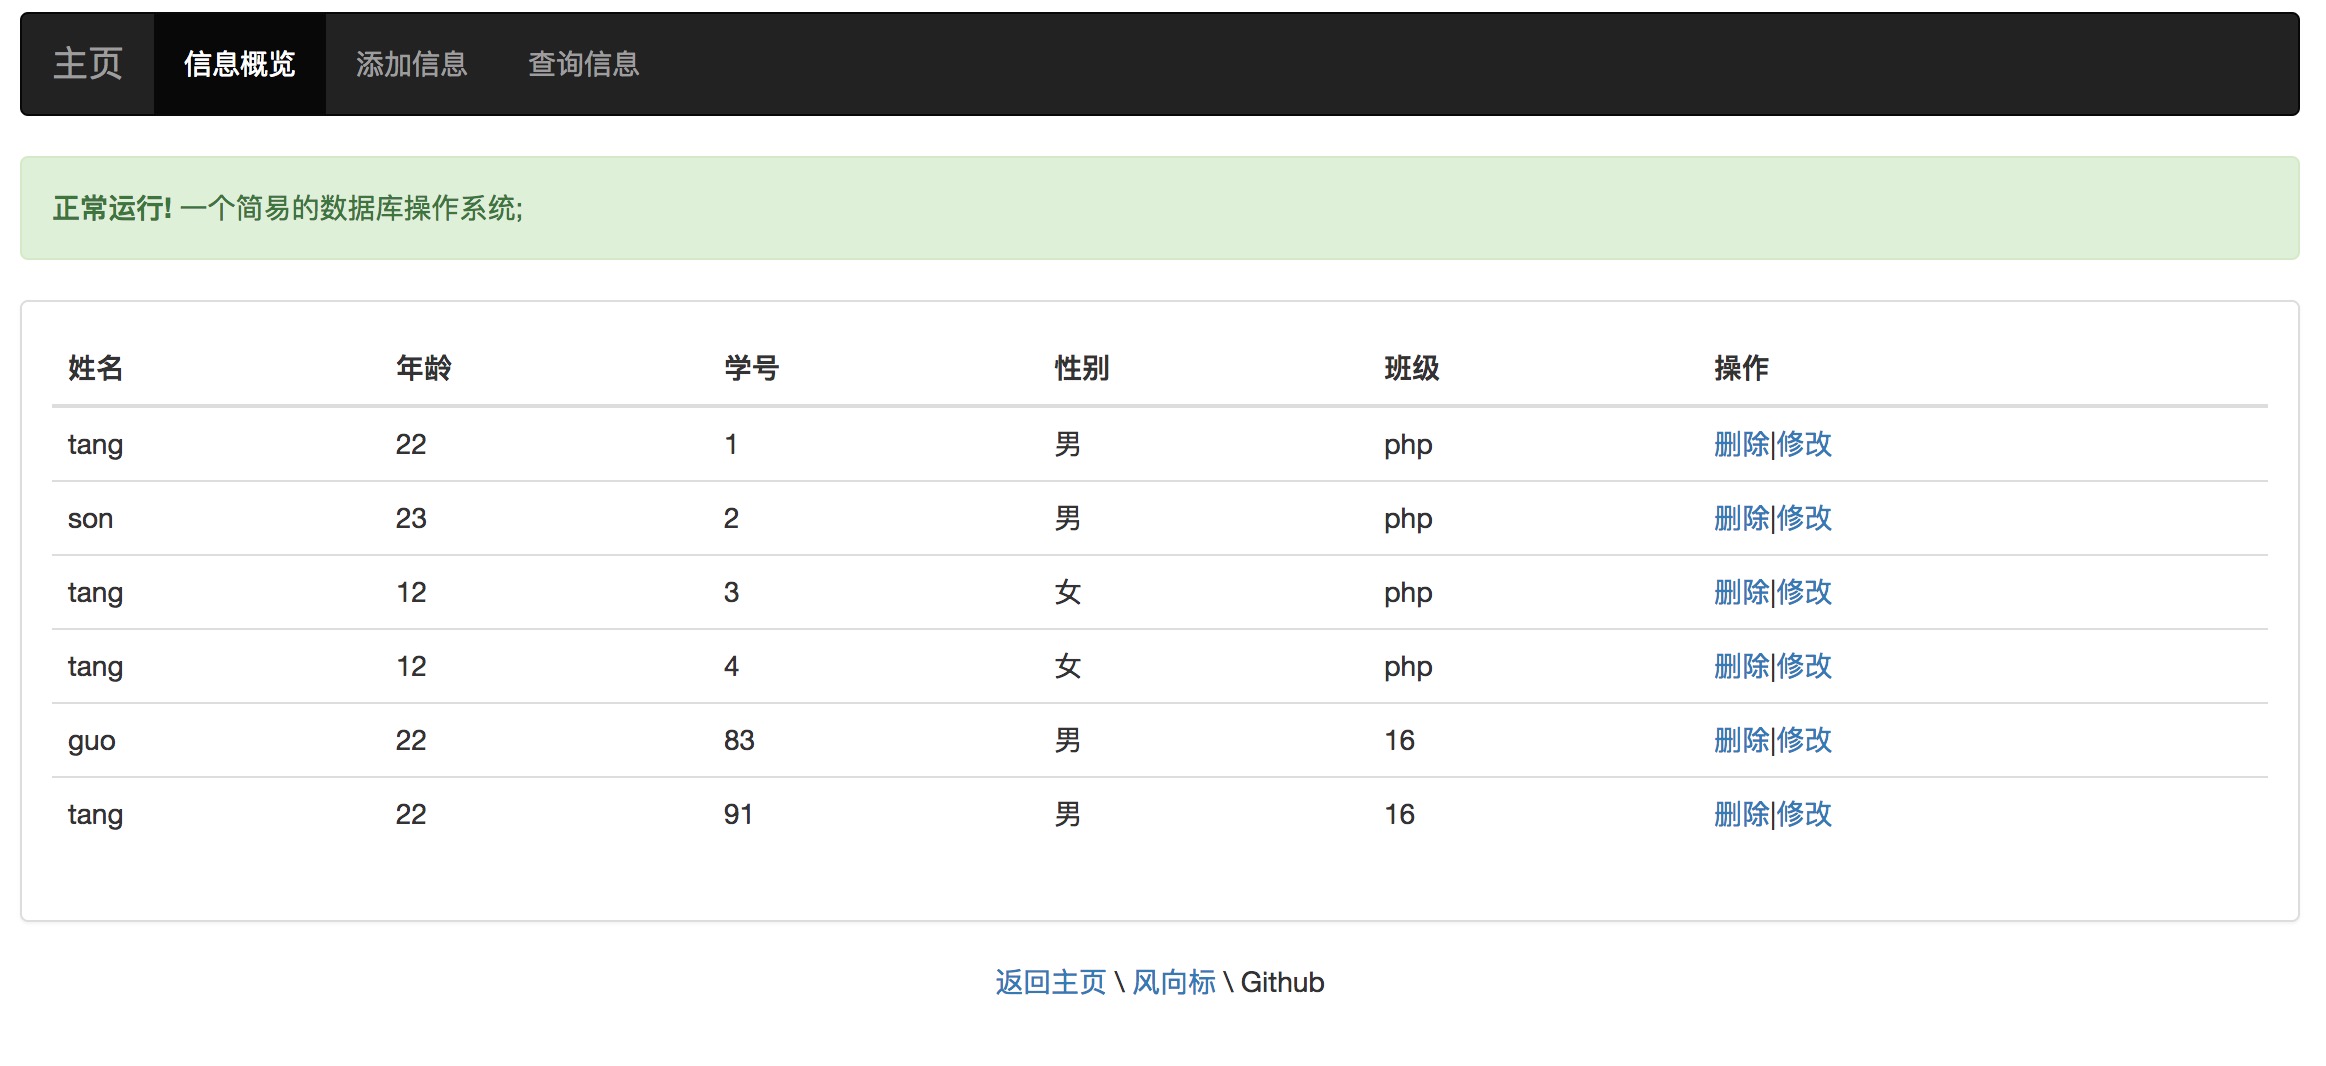 主页 信息概览 添加信息 查询信息
正常运行! 一个简易的数据库操作系统;
姓名 年龄 学号 性别 班级 操作
tang 22 1 男 php 删除|修改
son 23 2 男 php 删除|修改
tang 12 3 女 php 删除|修改
tang 12 4 女 php 删除|修改
guo 22 83 男 16 删除|修改
tang 22 91 男 16 删除|修改
返回主页 \ 风向标 \ Github